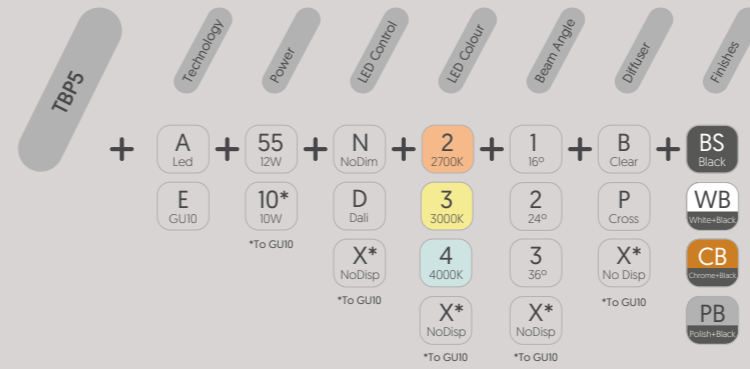 TBP5
Technology
Power
LED Control
LED Colour
Beam Angle
Diffuser
Finishes
+ A + 55 + N + 2 + 1 + B + BS
Led 12W NoDim 2700K 16º Clear Black
E 10* D 3 2 P WB
GU10 10W Dali 3000K 24º Cross White+Black
*To GU10
X* 4 3 X* CB
NoDisp 4000K 36º No Disp Chrome+Black
*To GU10 *To GU10
X* X* PB
NoDisp NoDisp Polish+Black
*To GU10 *To GU10